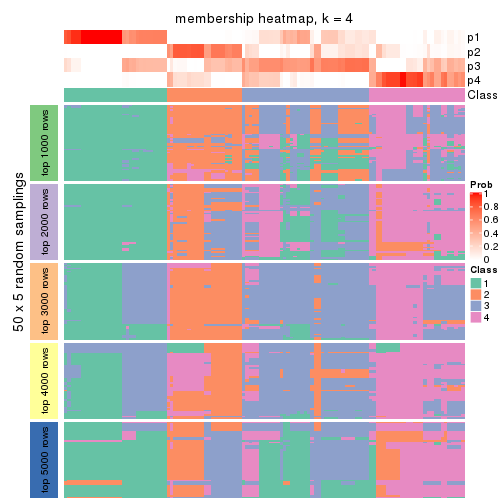 membership heatmap, k = 4
p1
p2
p3
p4
Class
50 x 5 random samplings
top 1000 rows
top 2000 rows
top 3000 rows
top 4000 rows
top 5000 rows
Prob
1
0.8
0.6
0.4
0.2
0
Class
1
2
3
4